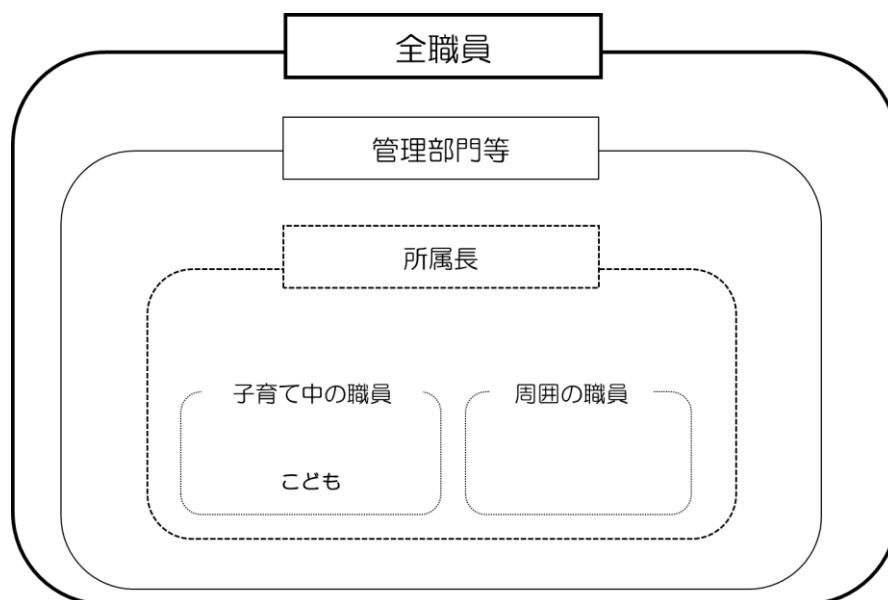 全職員
管理部門等
所属長
子育て中の職員
周囲の職員
こども